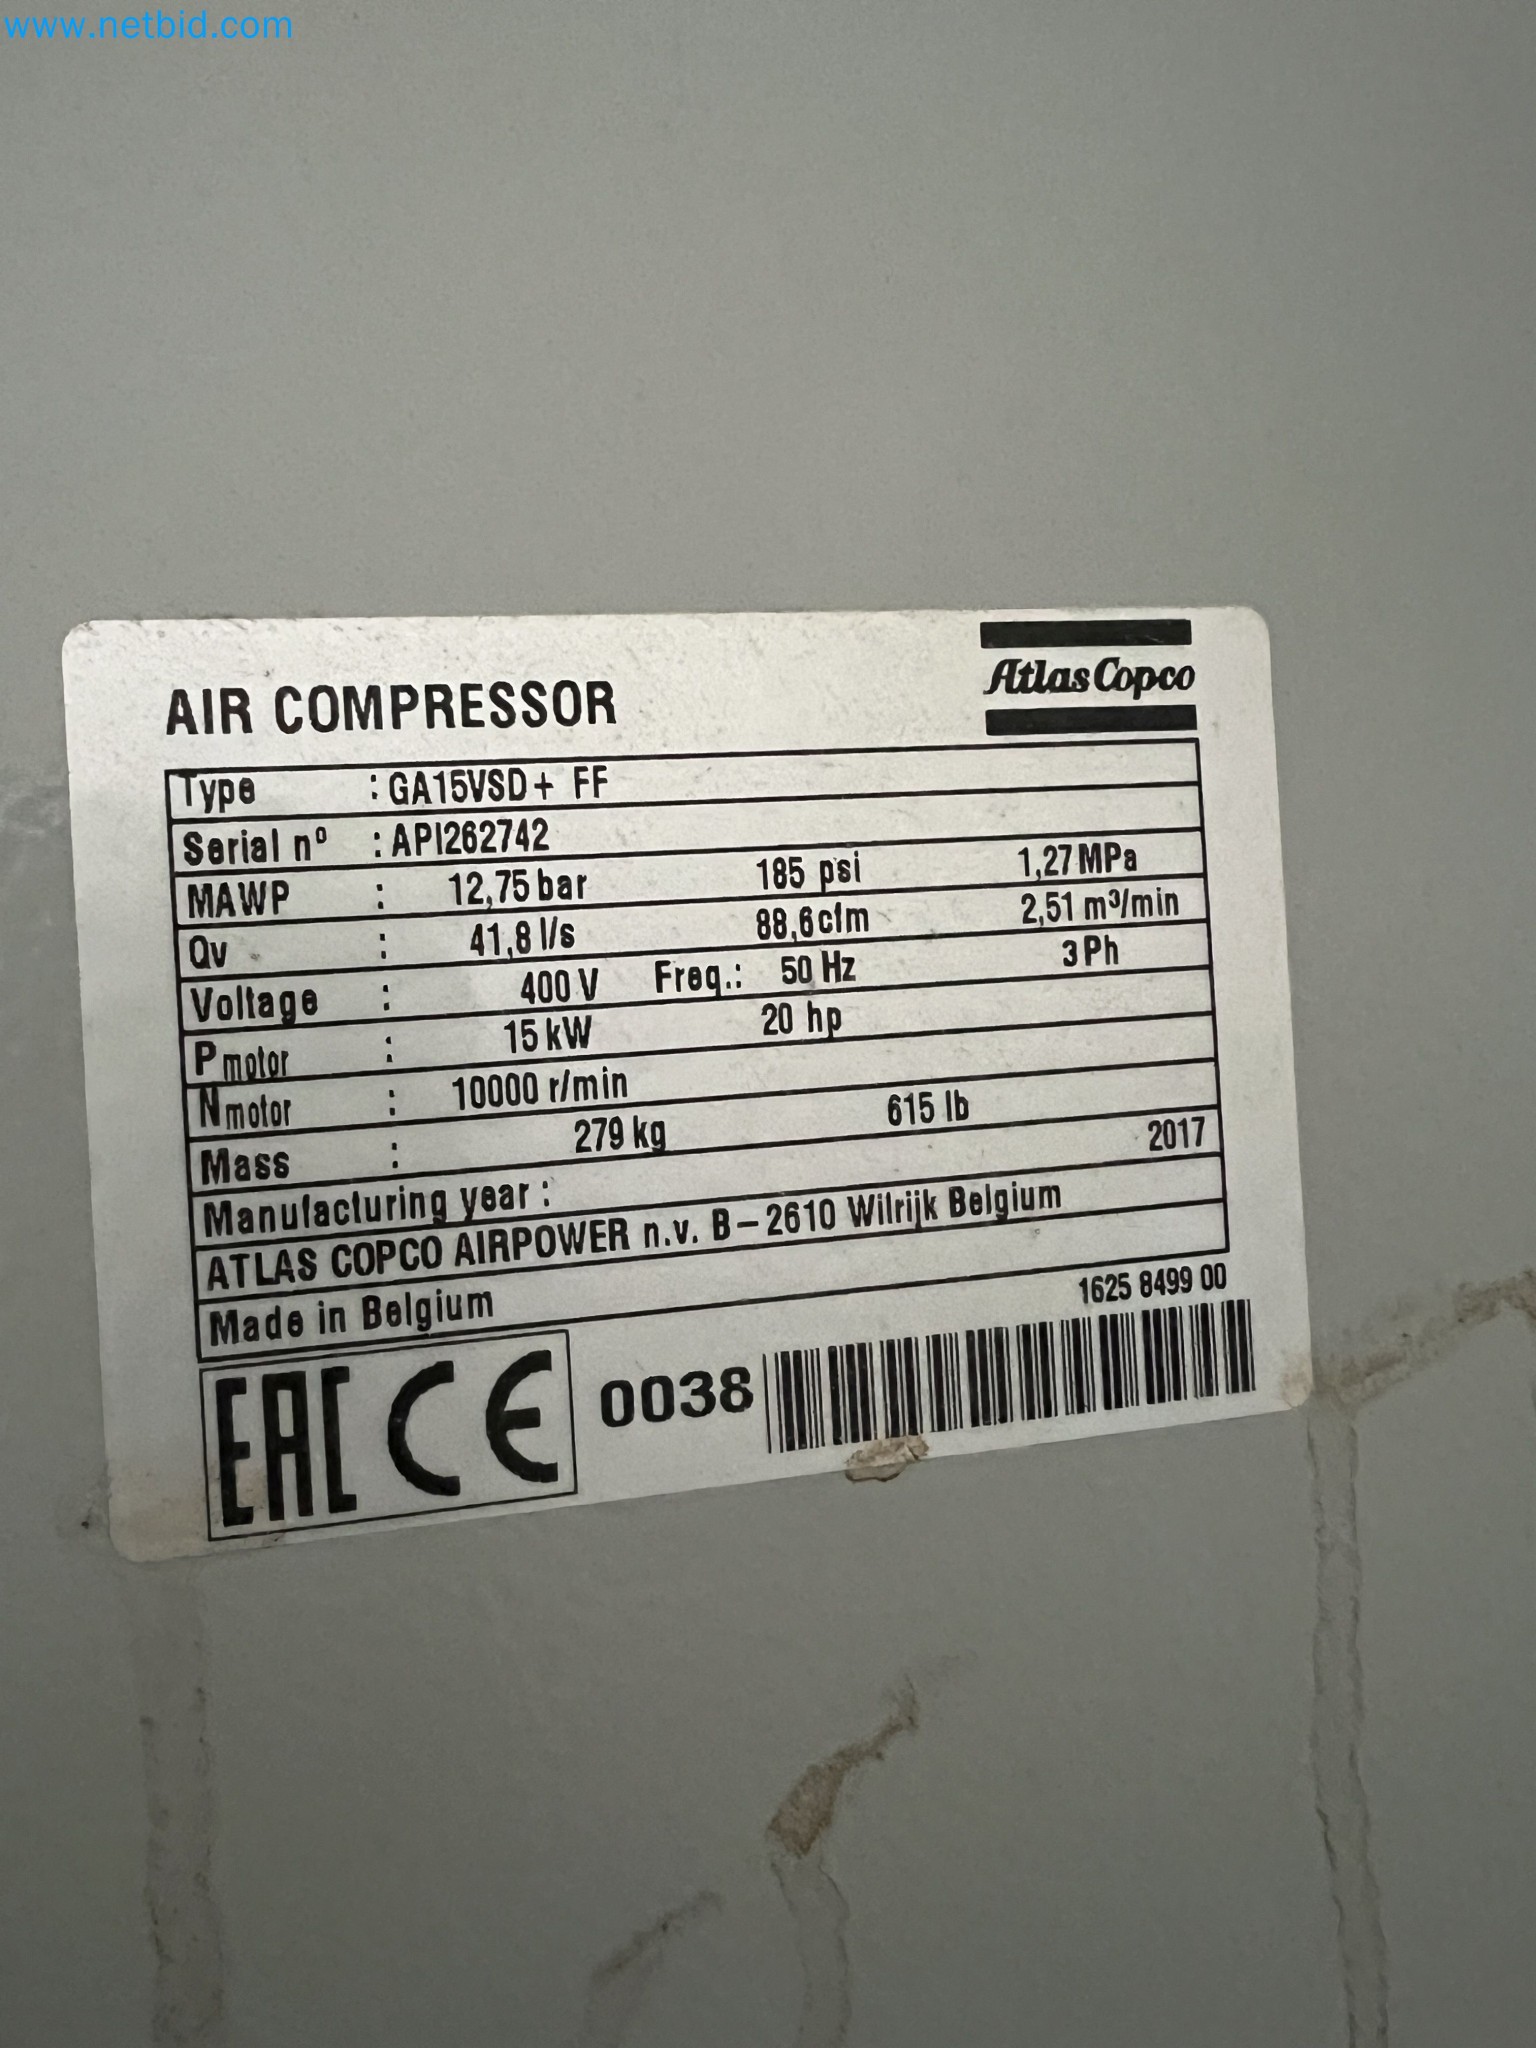 www.netbid.com
Atlas Copco
AIR COMPRESSOR
Type : GA15VSD+ FF
Serial nº : API262742
MAWP : 12,75 bar 185 psi 1,27 MPa
Qv : 41,8 l/s 88,6 cfm 2,51 m³/min
Voltage : 400 V Freq.: 50 Hz 3 Ph
P motor : 15 kW 20 hp
N motor : 10000 r/min
Mass : 279 kg 615 lb
Manufacturing year : 2017
ATLAS COPCO AIRPOWER n.v. B-2610 Wilrijk Belgium
Made in Belgium
1625 8499 00
EAC CE 0038